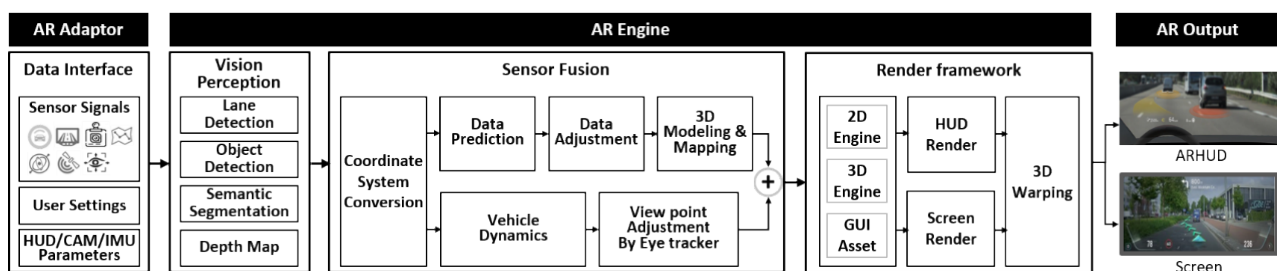 AR Adaptor
AR Engine
AR Output
Data Interface
Sensor Signals
User Settings
HUD/CAM/IMU
Parameters
Vision
Perception
Lane
Detection
Object
Detection
Semantic
Segmentation
Depth Map
Sensor Fusion
Coordinate
System
Conversion
Data
Prediction
Data
Adjustment
3D
Modeling &
Mapping
Vehicle
Dynamics
View point
Adjustment
By Eye tracker
+
Render framework
2D
Engine
3D
Engine
GUI
Asset
HUD
Render
Screen
Render
3D
Warping
ARHUD
78
236
Screen